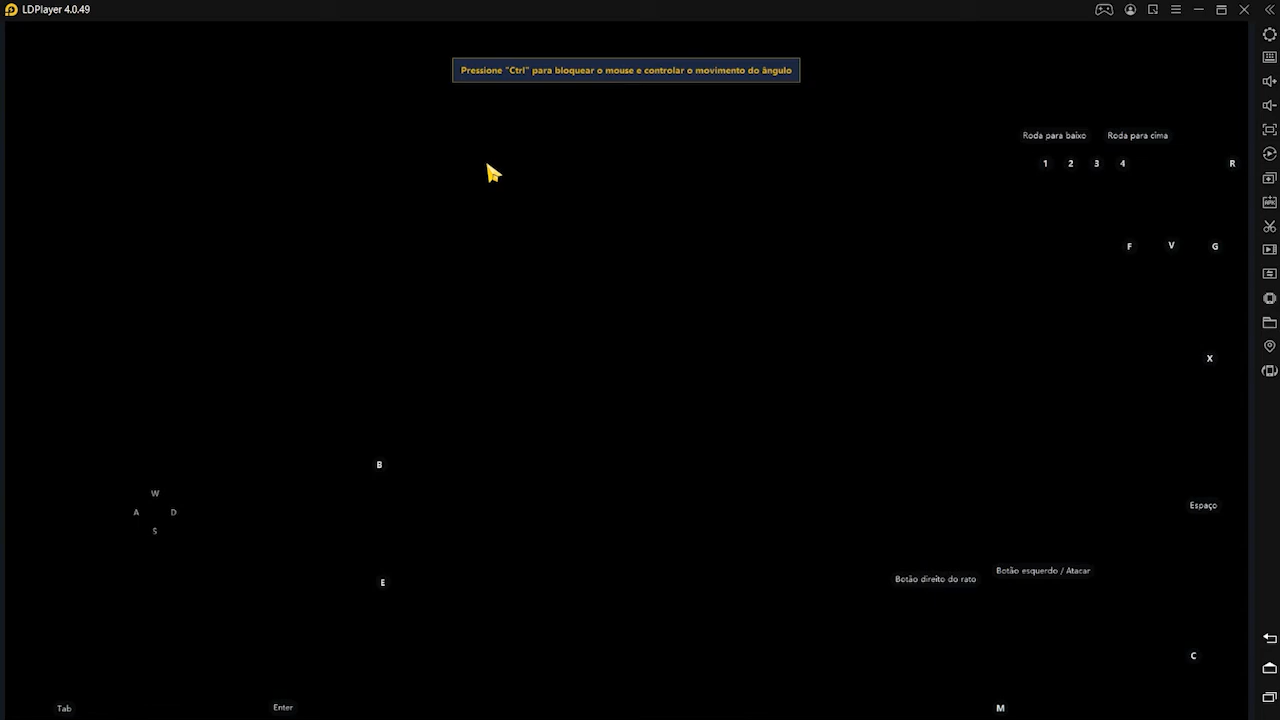 LDPlayer 4.0.49
Pressione "Ctrl" para bloquear o mouse e controlar o movimento do ângulo
Roda para baixo Roda para cima
1 2 3 4 R
F V G
X
B
W
A D
S
Espaço
Botão direito do rato Botão esquerdo / Atacar
E
C
Tab Enter M
APK